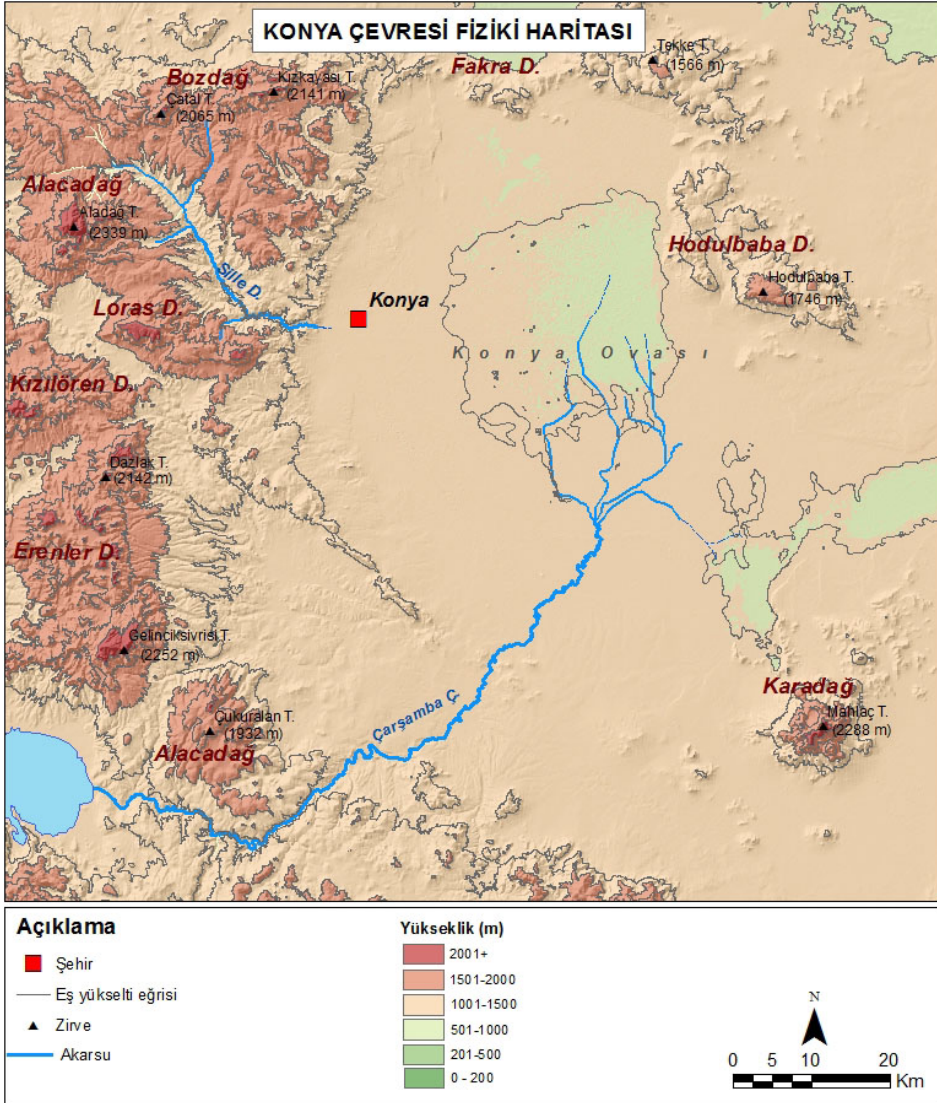 KONYA ÇEVRESİ FİZİKİ HARİTASI
Tekke T.
(1566 m)
Fakra D.
Bozdağ
Kızkayası T.
(2141 m)
Çatal T.
(2065 m)
Alacadağ
Aladağ T.
(2339 m)
Sille D.
Hodulbaba D.
Hodulbaba T.
(1746 m)
Loras D.
Konya
Konya Ovası
Kızılören D.
Dazlak T.
(2142 m)
Erenler D.
Gelinciksivrisi T.
(2252 m)
Çukuralan T.
(1932 m)
Alacadağ
Çarşamba Ç.
Karadağ
Mahlaç T.
(2288 m)
Açıklama
Şehir
Eş yükselti eğrisi
Zirve
Akarsu
Yükseklik (m)
2001+
1501-2000
1001-1500
501-1000
201-500
0 - 200
N
0 5 10 20
Km